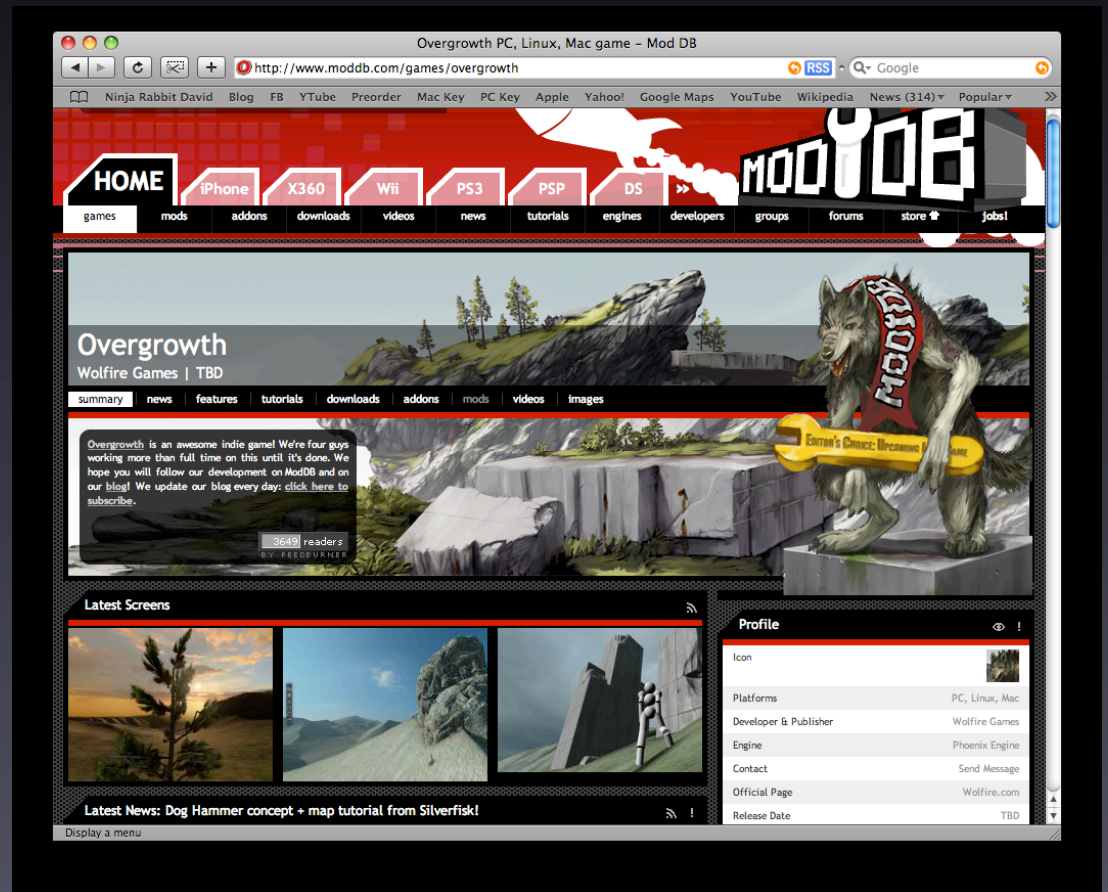 Overgrowth PC, Linux, Mac game – Mod DB
http://www.moddb.com/games/overgrowth
RSS
Google
Ninja Rabbit David Blog FB YTube Preorder Mac Key PC Key Apple Yahoo! Google Maps YouTube Wikipedia News (314) Popular
HOME iPhone X360 Wii PS3 PSP DS »
MOD DB
games mods addons downloads videos news tutorials engines developers groups forums store jobs!
Overgrowth
Wolfire Games | TBD
MODDB
summary news features tutorials downloads addons mods videos images
Overgrowth is an awesome indie game! We're four guys
working more than full time on this until it's done. We
hope you will follow our development on ModDB and on
our blog! We update our blog every day: click here to
subscribe.
3649 readers
BY FEEDBURNER
EDITOR'S CHOICE: UPCOMING
Latest Screens
Profile
Icon
Platforms PC, Linux, Mac
Developer & Publisher Wolfire Games
Engine Phoenix Engine
Contact Send Message
Official Page Wolfire.com
Release Date TBD
Latest News: Dog Hammer concept + map tutorial from Silverfisk!
Display a menu